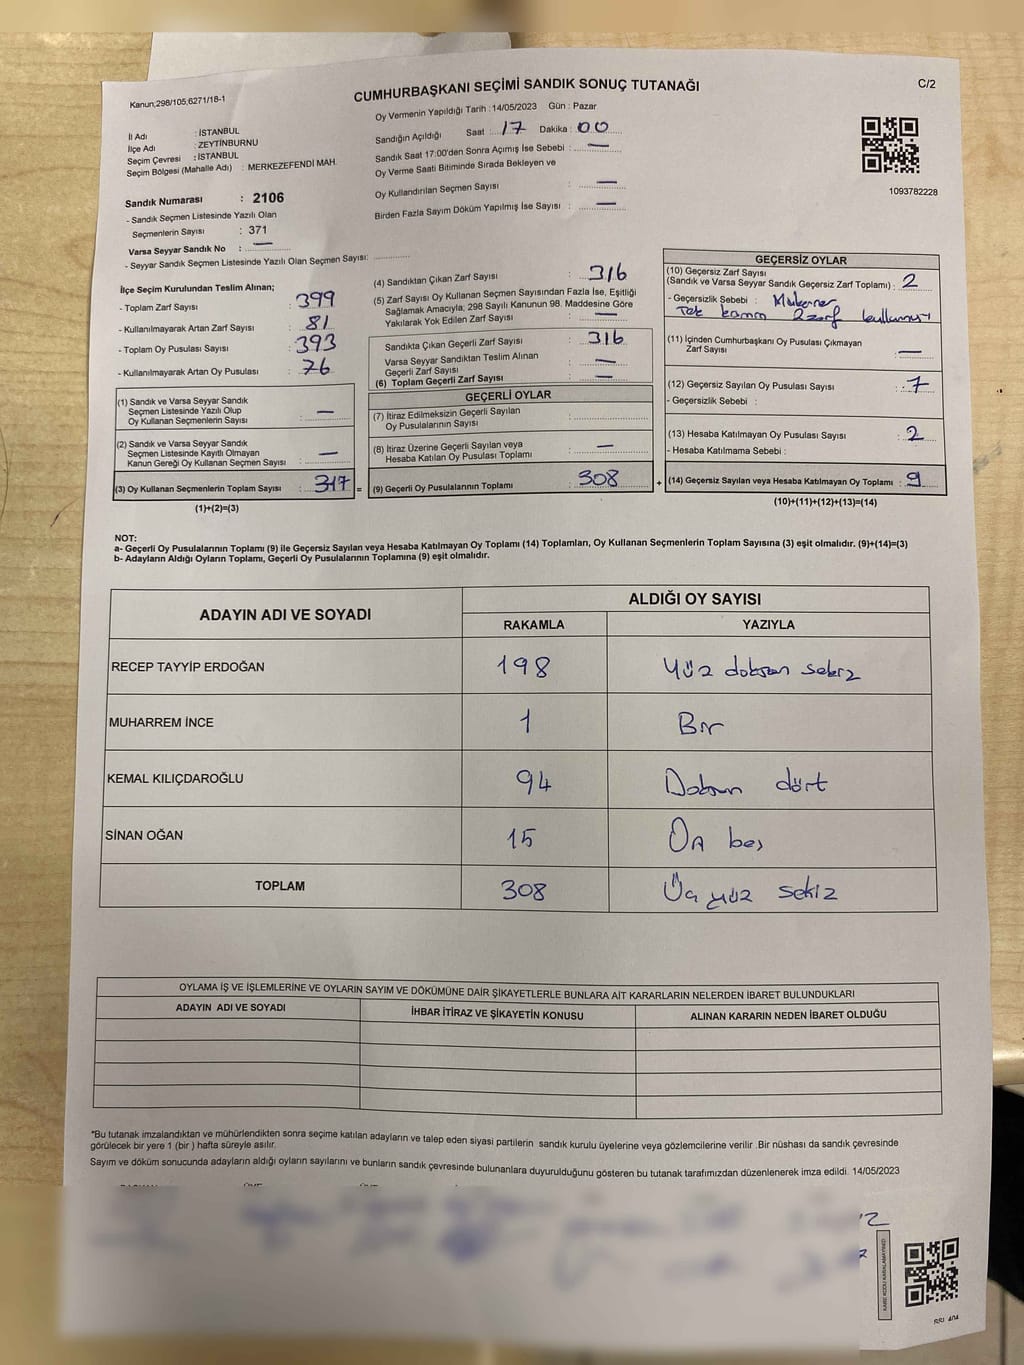 Kanun;298/105;6271/18-1
CUMHURBAŞKANI SEÇİMİ SANDIK SONUÇ TUTANAĞI
C/2
Oy Vermenin Yapıldığı Tarih : 14/05/2023 Gün : Pazar
İl Adı : İSTANBUL
İlçe Adı : ZEYTİNBURNU
Seçim Çevresi : İSTANBUL
Seçim Bölgesi (Mahalle Adı) : MERKEZEFENDİ MAH.
Sandığın Açıldığı Saat : 17 Dakika : 00
Sandık Saat 17:00'den Sonra Açımış İse Sebebi : —
Oy Verme Saati Bitiminde Sırada Bekleyen ve
Oy Kullandırılan Seçmen Sayısı : —
Birden Fazla Sayım Döküm Yapılmış İse Sayısı : —
1093782228
Sandık Numarası : 2106
- Sandık Seçmen Listesinde Yazılı Olan
Seçmenlerin Sayısı : 371
Varsa Seyyar Sandık No : —
- Seyyar Sandık Seçmen Listesinde Yazılı Olan Seçmen Sayısı:
İlçe Seçim Kurulundan Teslim Alınan;
- Toplam Zarf Sayısı : 399
- Kullanılmayarak Artan Zarf Sayısı : 81
- Toplam Oy Pusulası Sayısı : 393
- Kullanılmayarak Artan Oy Pusulası : 76
(1) Sandık ve Varsa Seyyar Sandık
Seçmen Listesinde Yazılı Olup
Oy Kullanan Seçmenlerin Sayısı : —
(2) Sandık ve Varsa Seyyar Sandık
Seçmen Listesinde Kayıtlı Olmayan
Kanun Gereği Oy Kullanan Seçmen Sayısı : —
(3) Oy Kullanan Seçmenlerin Toplam Sayısı : 317 =
(1)+(2)=(3)
(4) Sandıktan Çıkan Zarf Sayısı : 316
(5) Zarf Sayısı Oy Kullanan Seçmen Sayısından Fazla İse, Eşitliği
Sağlamak Amacıyla, 298 Sayılı Kanunun 98. Maddesine Göre
Yakılarak Yok Edilen Zarf Sayısı : —
Sandıkta Çıkan Geçerli Zarf Sayısı : 316
Varsa Seyyar Sandıktan Teslim Alınan
Geçerli Zarf Sayısı : —
(6) Toplam Geçerli Zarf Sayısı : —
GEÇERLİ OYLAR
(7) İtiraz Edilmeksizin Geçerli Sayılan
Oy Pusulalarının Sayısı :
(8) İtiraz Üzerine Geçerli Sayılan veya
Hesaba Katılan Oy Pusulası Toplamı : —
(9) Geçerli Oy Pusulalarının Toplamı : 308 +
GEÇERSİZ OYLAR
(10) Geçersiz Zarf Sayısı
(Sandık ve Varsa Seyyar Sandık Geçersiz Zarf Toplamı) : 2
- Geçersizlik Sebebi :
Tek 2 zarf
(11) İçinden Cumhurbaşkanı Oy Pusulası Çıkmayan
Zarf Sayısı : —
(12) Geçersiz Sayılan Oy Pusulası Sayısı : 7
- Geçersizlik Sebebi :
(13) Hesaba Katılmayan Oy Pusulası Sayısı : 2
- Hesaba Katılmama Sebebi :
(14) Geçersiz Sayılan veya Hesaba Katılmayan Oy Toplamı : 9
(10)+(11)+(12)+(13)=(14)
NOT:
a- Geçerli Oy Pusulalarının Toplamı (9) ile Geçersiz Sayılan veya Hesaba Katılmayan Oy Toplamı (14) Toplamları, Oy Kullanan Seçmenlerin Toplam Sayısına (3) eşit olmalıdır. (9)+(14)=(3)
b- Adayların Aldığı Oyların Toplamı, Geçerli Oy Pusulalarının Toplamına (9) eşit olmalıdır.
ADAYIN ADI VE SOYADI
ALDIĞI OY SAYISI
RAKAMLA YAZIYLA
RECEP TAYYİP ERDOĞAN 198 Yüz doksan sekiz
MUHARREM İNCE 1 Bir
KEMAL KILIÇDAROĞLU 94 Doksan dört
SİNAN OĞAN 15 On beş
TOPLAM 308 Üç yüz sekiz
OYLAMA İŞ VE İŞLEMLERİNE VE OYLARIN SAYIM VE DÖKÜMÜNE DAİR ŞİKAYETLERLE BUNLARA AİT KARARLARIN NELERDEN İBARET BULUNDUKLARI
ADAYIN ADI VE SOYADI İHBAR İTİRAZ VE ŞİKAYETİN KONUSU ALINAN KARARIN NEDEN İBARET OLDUĞU
*Bu tutanak imzalandıktan ve mühürlendikten sonra seçime katılan adayların ve talep eden siyasi partilerin sandık kurulu üyelerine veya gözlemcilerine verilir .Bir nüshası da sandık çevresinde
görülecek bir yere 1 (bir ) hafta süreyle asılır.
Sayım ve döküm sonucunda adayların aldığı oyların sayılarını ve bunların sandık çevresinde bulunanlara duyurulduğunu gösteren bu tutanak tarafımızdan düzenlenerek imza edildi. 14/05/2023